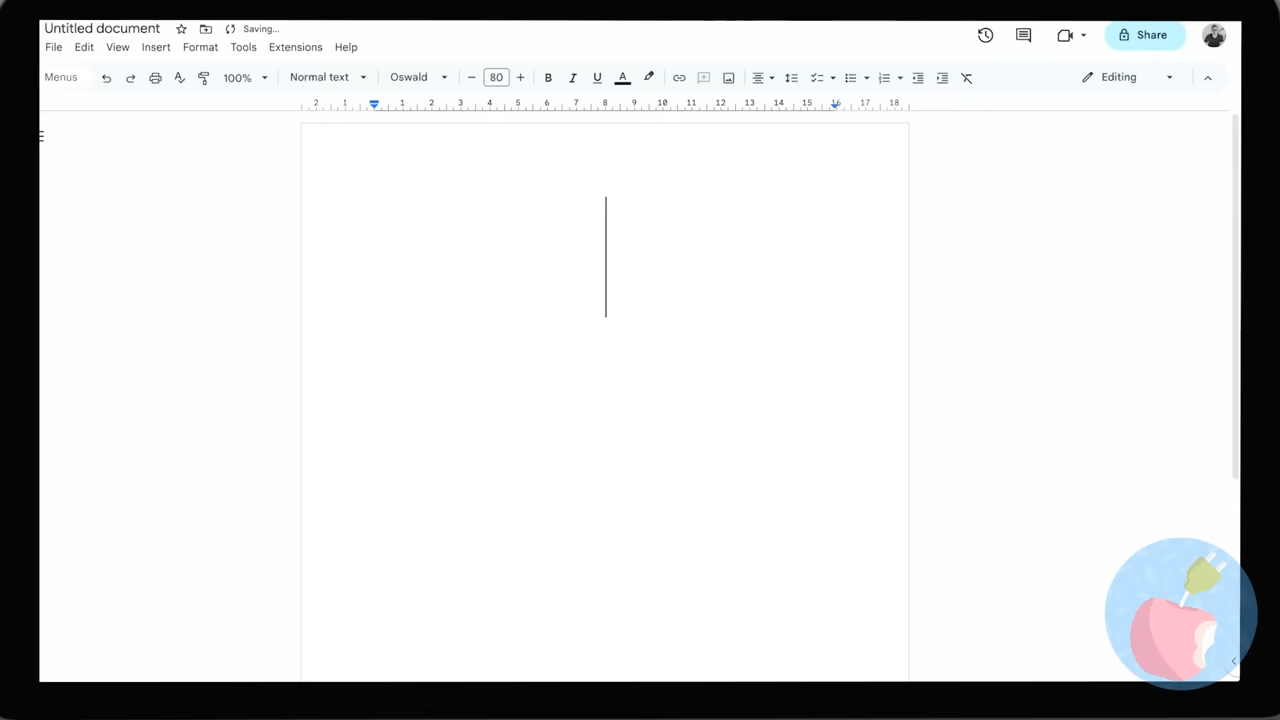 Untitled document Saving...
File Edit View Insert Format Tools Extensions Help Share
Menus 100% Normal text Oswald 80 B I U A Editing
2 1 1 2 3 4 5 6 7 8 9 10 11 12 13 14 15 16 17 18